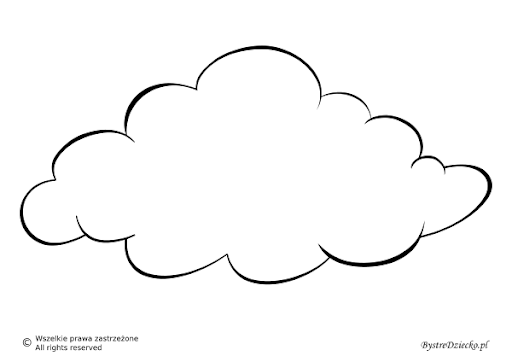 © Wszelkie prawa zastrzeżone
All rights reserved
BystreDziecko.pl